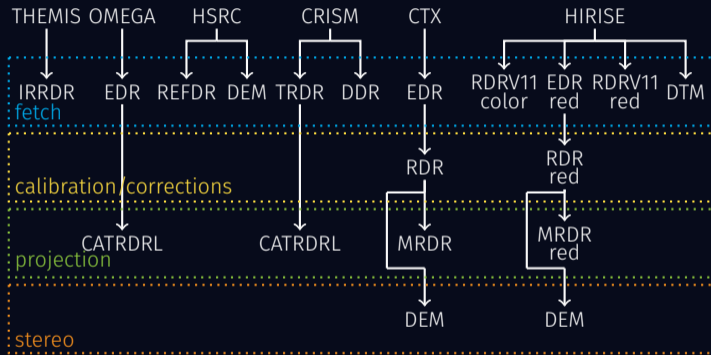 THEMIS OMEGA HSRC CRISM CTX HIRISE
IRRDR EDR REFDR DEM TRDR DDR EDR RDRV11 color EDR red RDRV11 red DTM
fetch
RDR RDR red
calibration/corrections
CATRDRL CATRDRL MRDR MRDR red
projection
DEM DEM
stereo